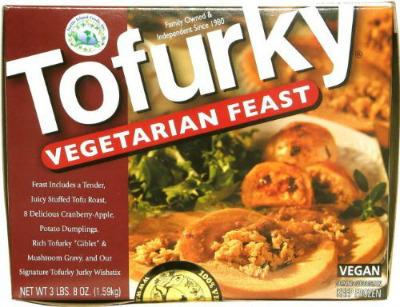 Family Owned &
Independent Since 1980
Tofurky®
VEGETARIAN FEAST
Feast Includes a Tender,
Juicy Stuffed Tofu Roast,
8 Delicious Cranberry-Apple,
Potato Dumplings,
Rich Tofurky "Giblet" &
Mushroom Gravy, and Our
Signature Tofurky Jurky Wishstix
NET WT 3 LBS. 8 OZ. (1.59kg)
100% V
VEGAN
KEEP FROZEN